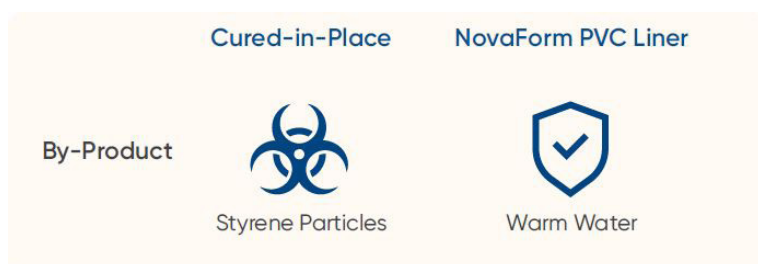 Cured-in-Place
NovaForm PVC Liner
By-Product
Styrene Particles
Warm Water